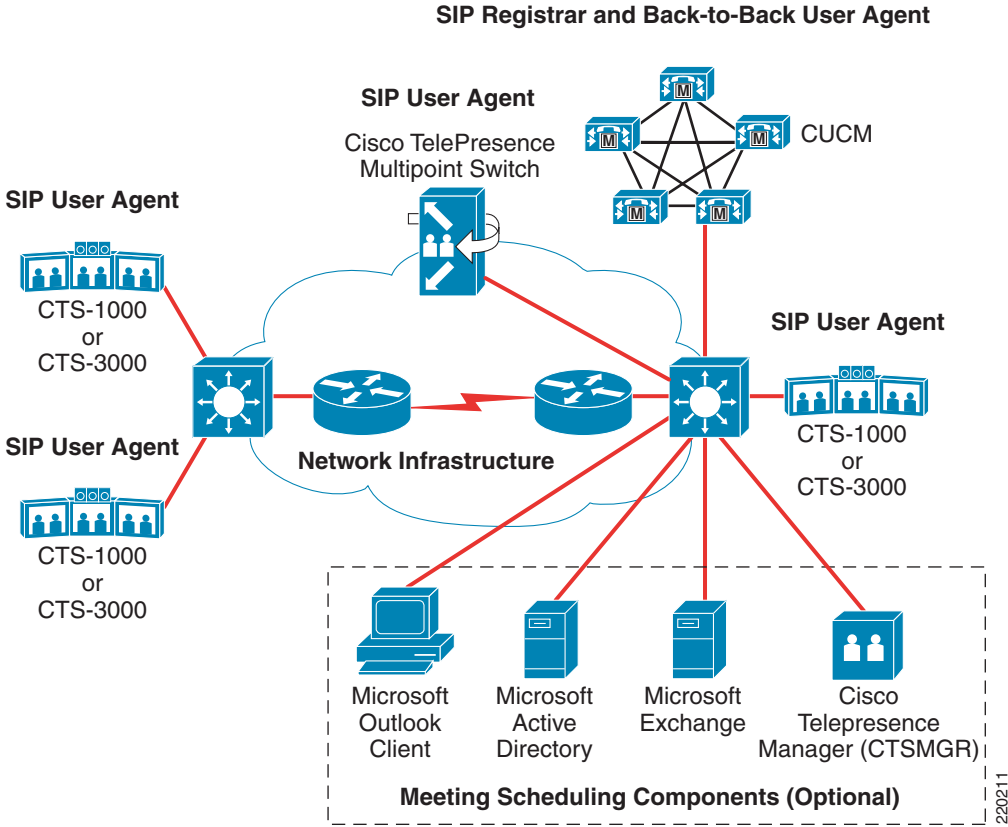 SIP Registrar and Back-to-Back User Agent
SIP User Agent
Cisco TelePresence
Multipoint Switch
M
M
M
M
M
CUCM
SIP User Agent
CTS-1000
or
CTS-3000
SIP User Agent
CTS-1000
or
CTS-3000
SIP User Agent
CTS-1000
or
CTS-3000
Network Infrastructure
Microsoft
Outlook
Client
Microsoft
Active
Directory
Microsoft
Exchange
Cisco
Telepresence
Manager (CTSMGR)
Meeting Scheduling Components (Optional)
220211